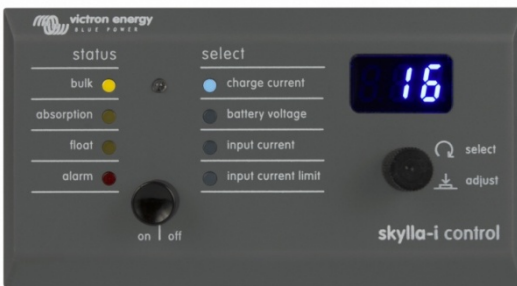 victron energy
BLUE POWER
status
select
bulk
charge current
16
absorption
battery voltage
float
input current
select
alarm
input current limit
adjust
on | off
skylla-i control